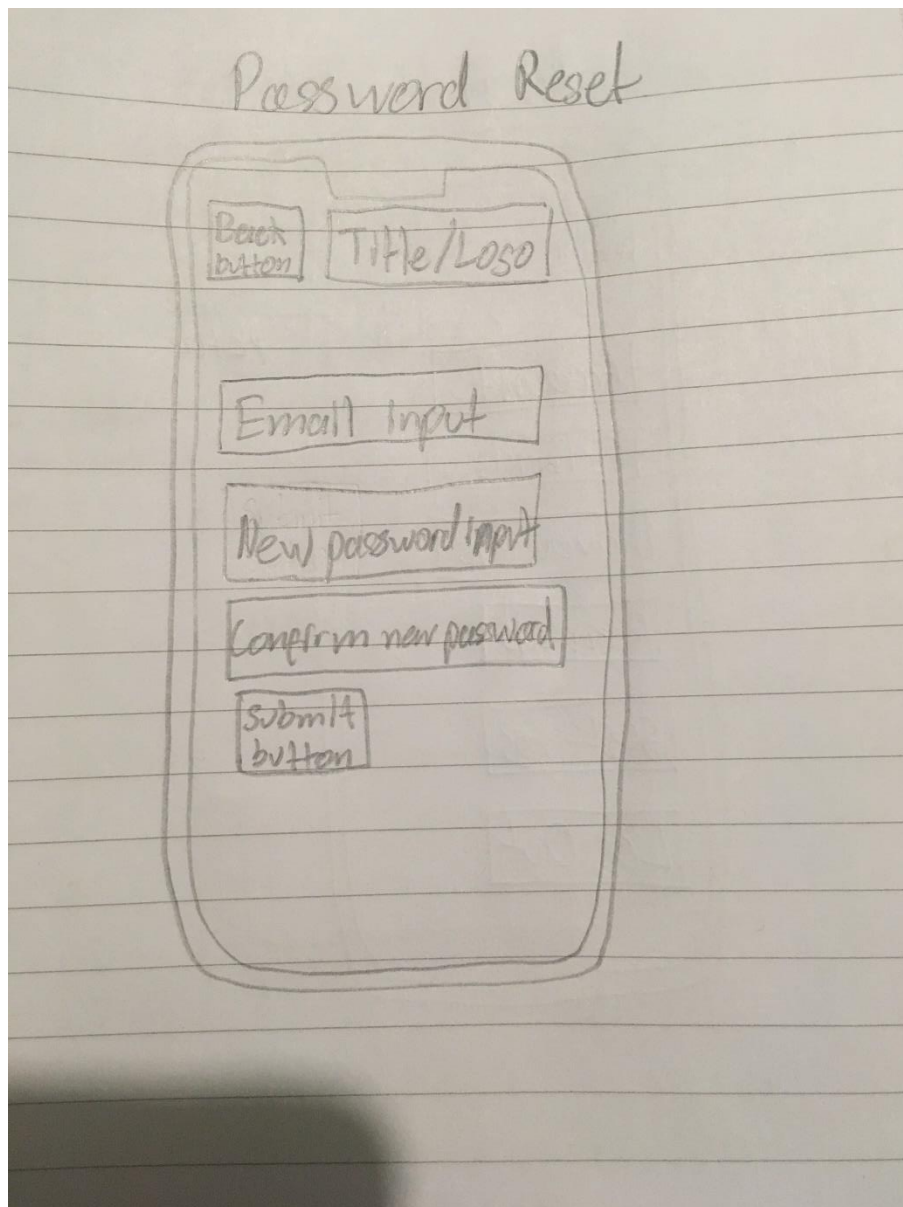 Password Reset
Back
button
Title/Logo
Email input
New password input
Confirm new password
submit
button